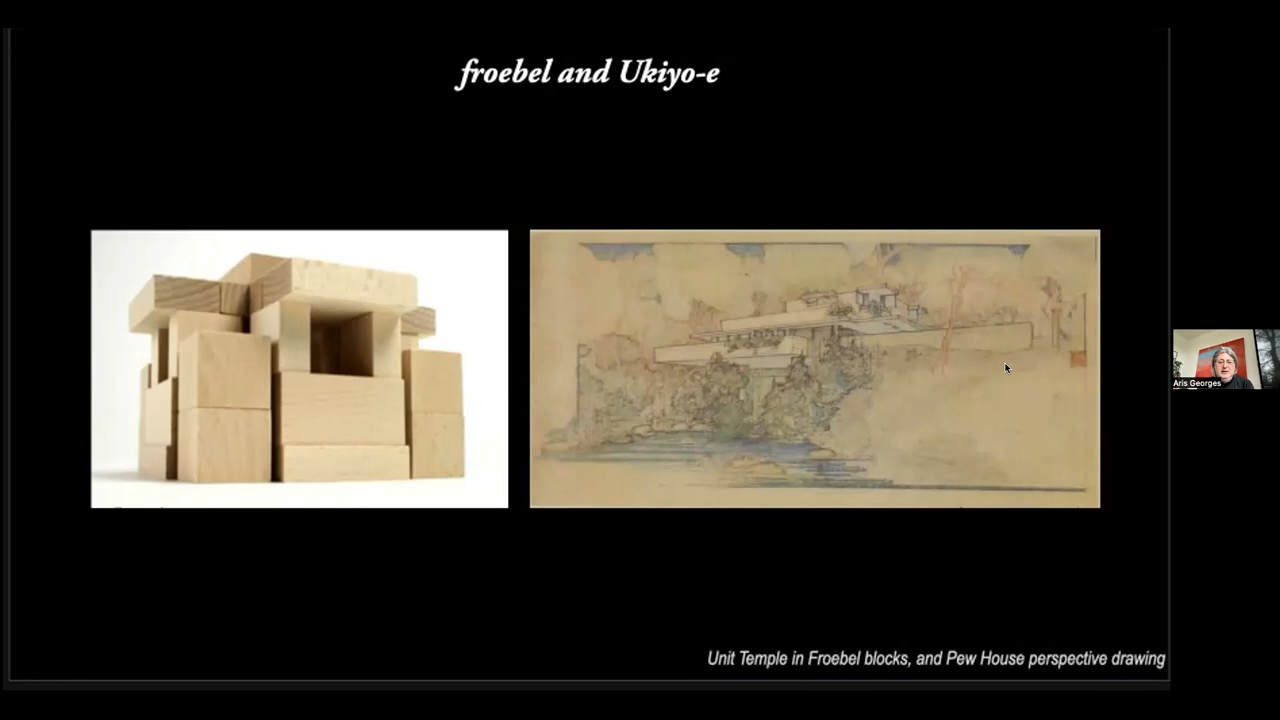 froebel and Ukiyo-e
Aris Georges
Unit Temple in Froebel blocks, and Pew House perspective drawing